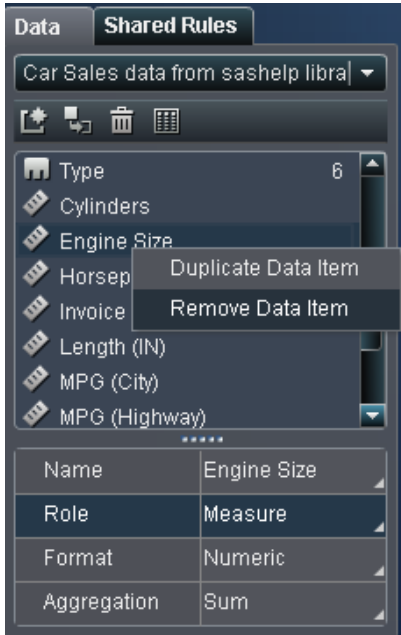 Data Shared Rules
Car Sales data from sashelp libra
Type 6
Cylinders
Engine Size
Duplicate Data Item
Invoice Remove Data Item
Length (IN)
MPG (City)
MPG (Highway)
Name Engine Size
Role Measure
Format Numeric
Aggregation Sum